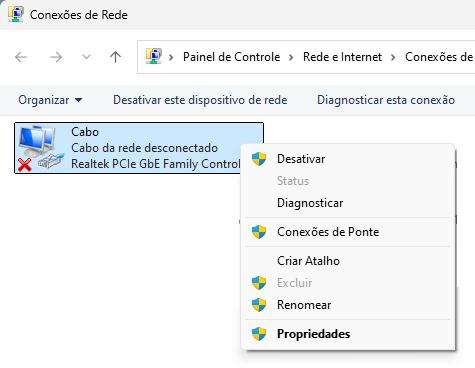 Conexões de Rede
Painel de Controle Rede e Internet Conexões de
Organizar Desativar este dispositivo de rede Diagnosticar esta conexão
Cabo
Cabo da rede desconectado
Realtek PCIe GbE Family Control
Desativar
Status
Diagnosticar
Conexões de Ponte
Criar Atalho
Excluir
Renomear
Propriedades